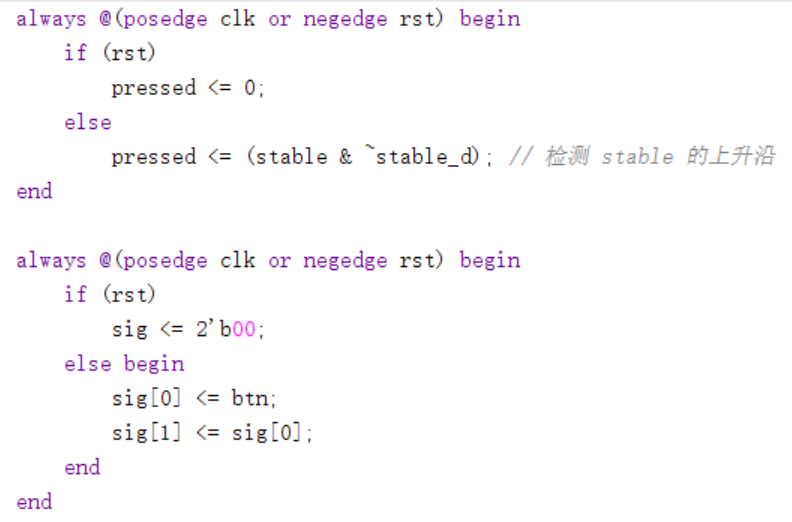 always @(posedge clk or negedge rst) begin
    if (rst)
        pressed <= 0;
    else
        pressed <= (stable & ~stable_d); // 检测 stable 的上升沿
end

always @(posedge clk or negedge rst) begin
    if (rst)
        sig <= 2'b00;
    else begin
        sig[0] <= btn;
        sig[1] <= sig[0];
    end
end